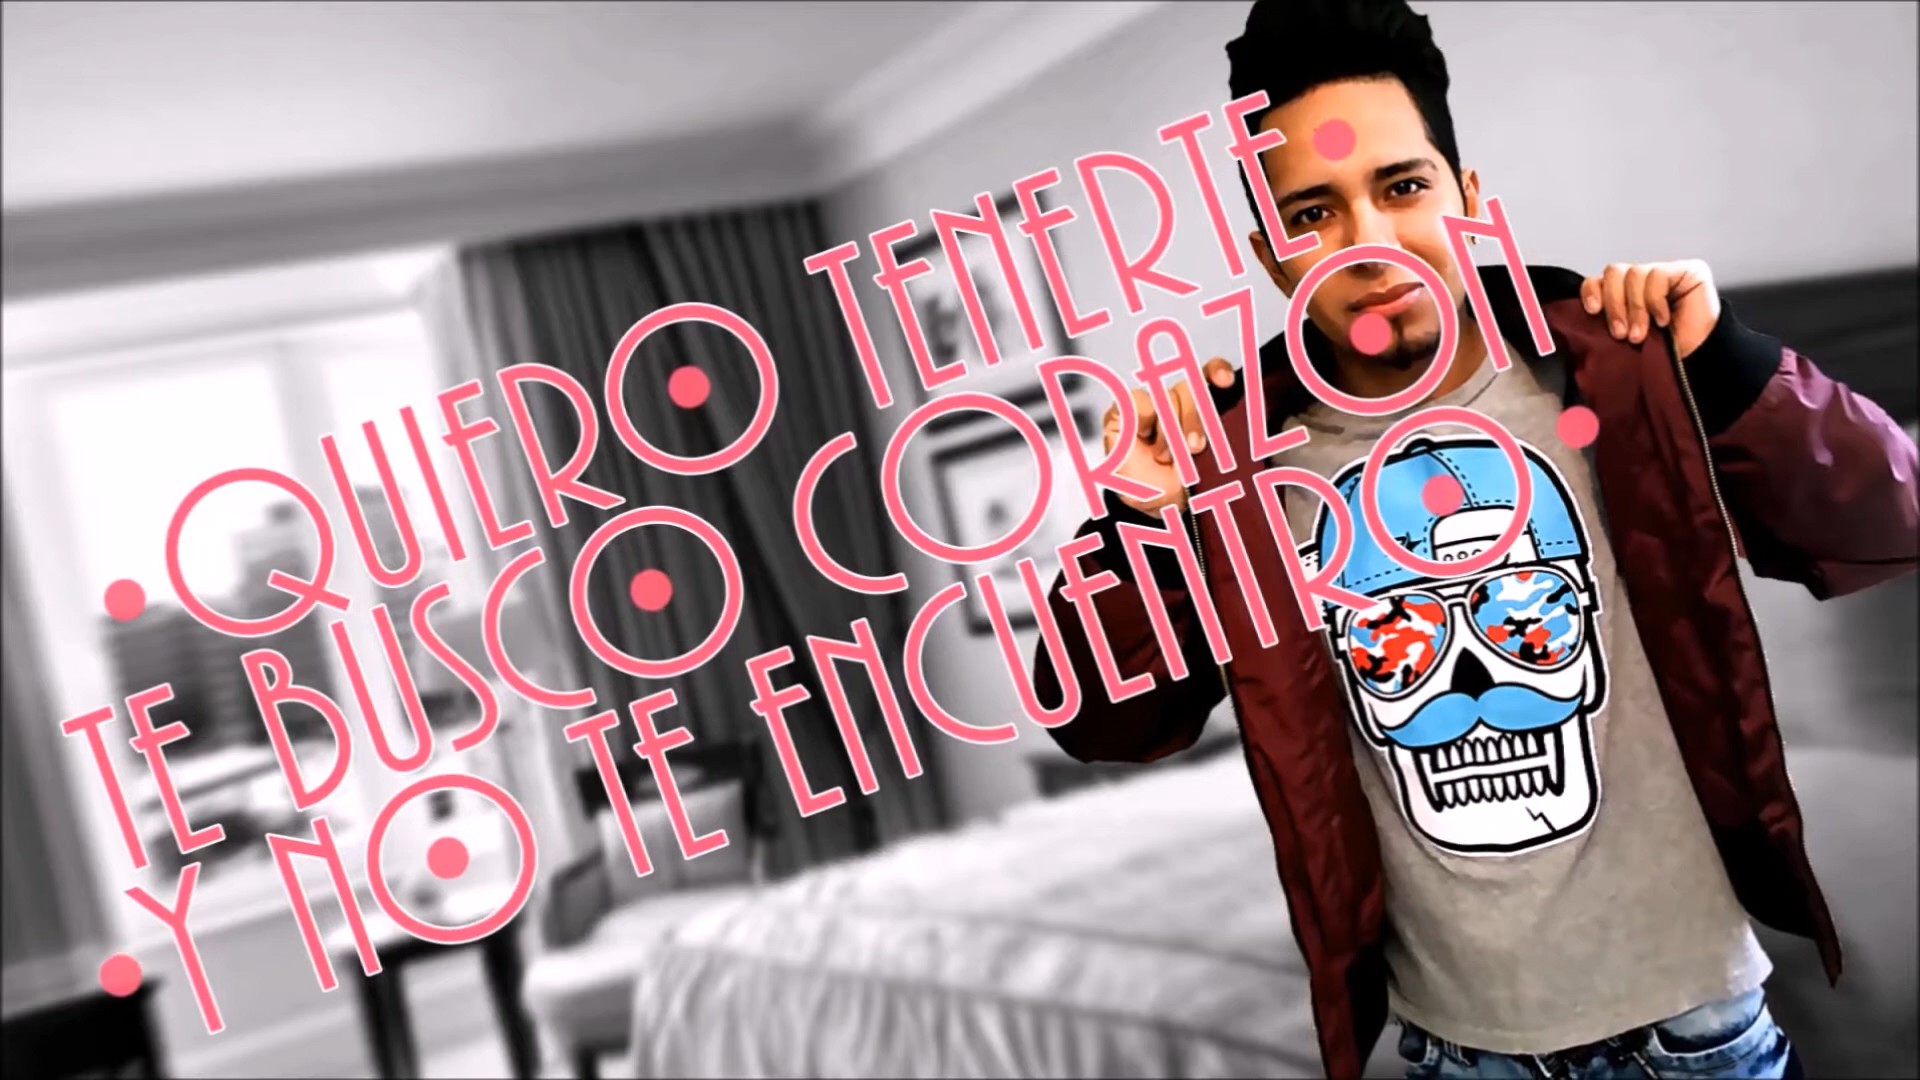 •QUIERO TENERTE•
TE BUSCO CORAZON
•Y NO TE ENCUENTRO•